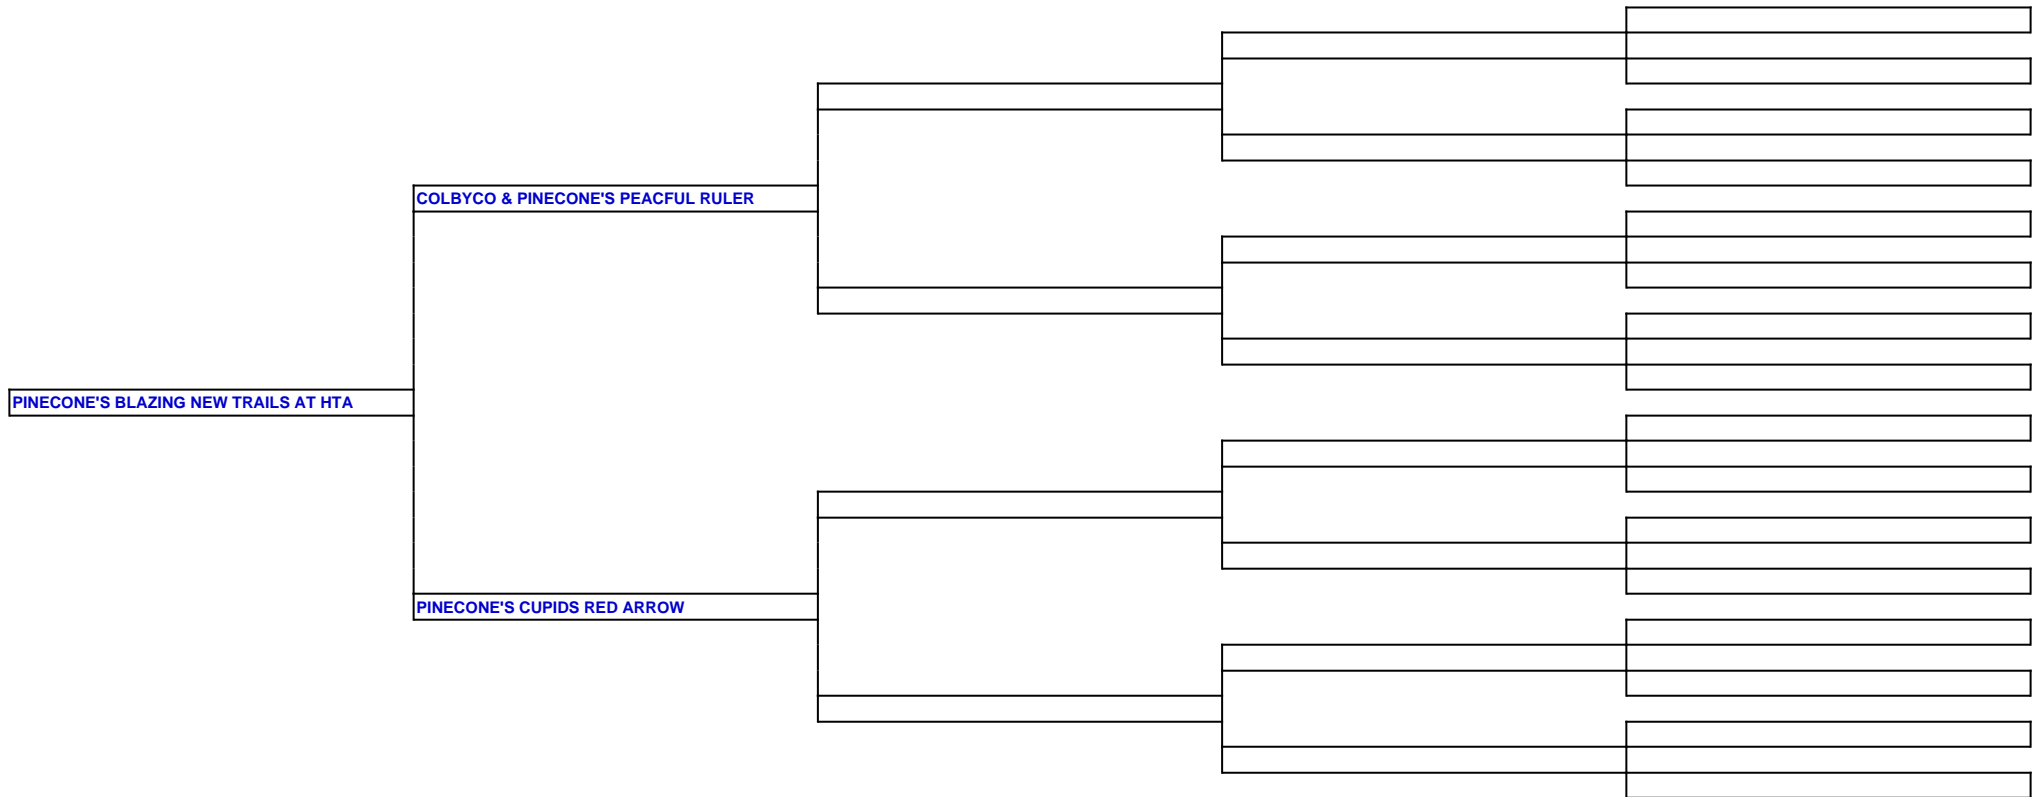 COLBYCO & PINECONE'S PEACFUL RULER
PINECONE'S BLAZING NEW TRAILS AT HTA
PINECONE'S CUPIDS RED ARROW